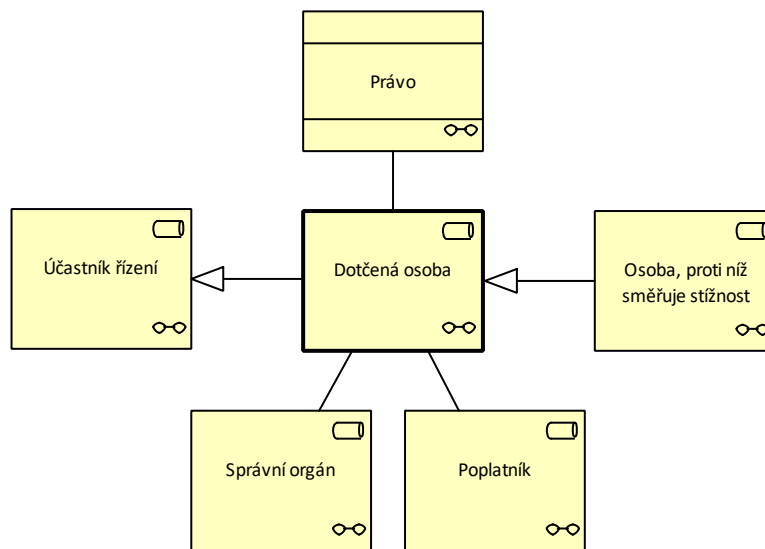 Právo
Účastník řízení
Dotčená osoba
Osoba, proti níž
směřuje stížnost
Správní orgán
Poplatník